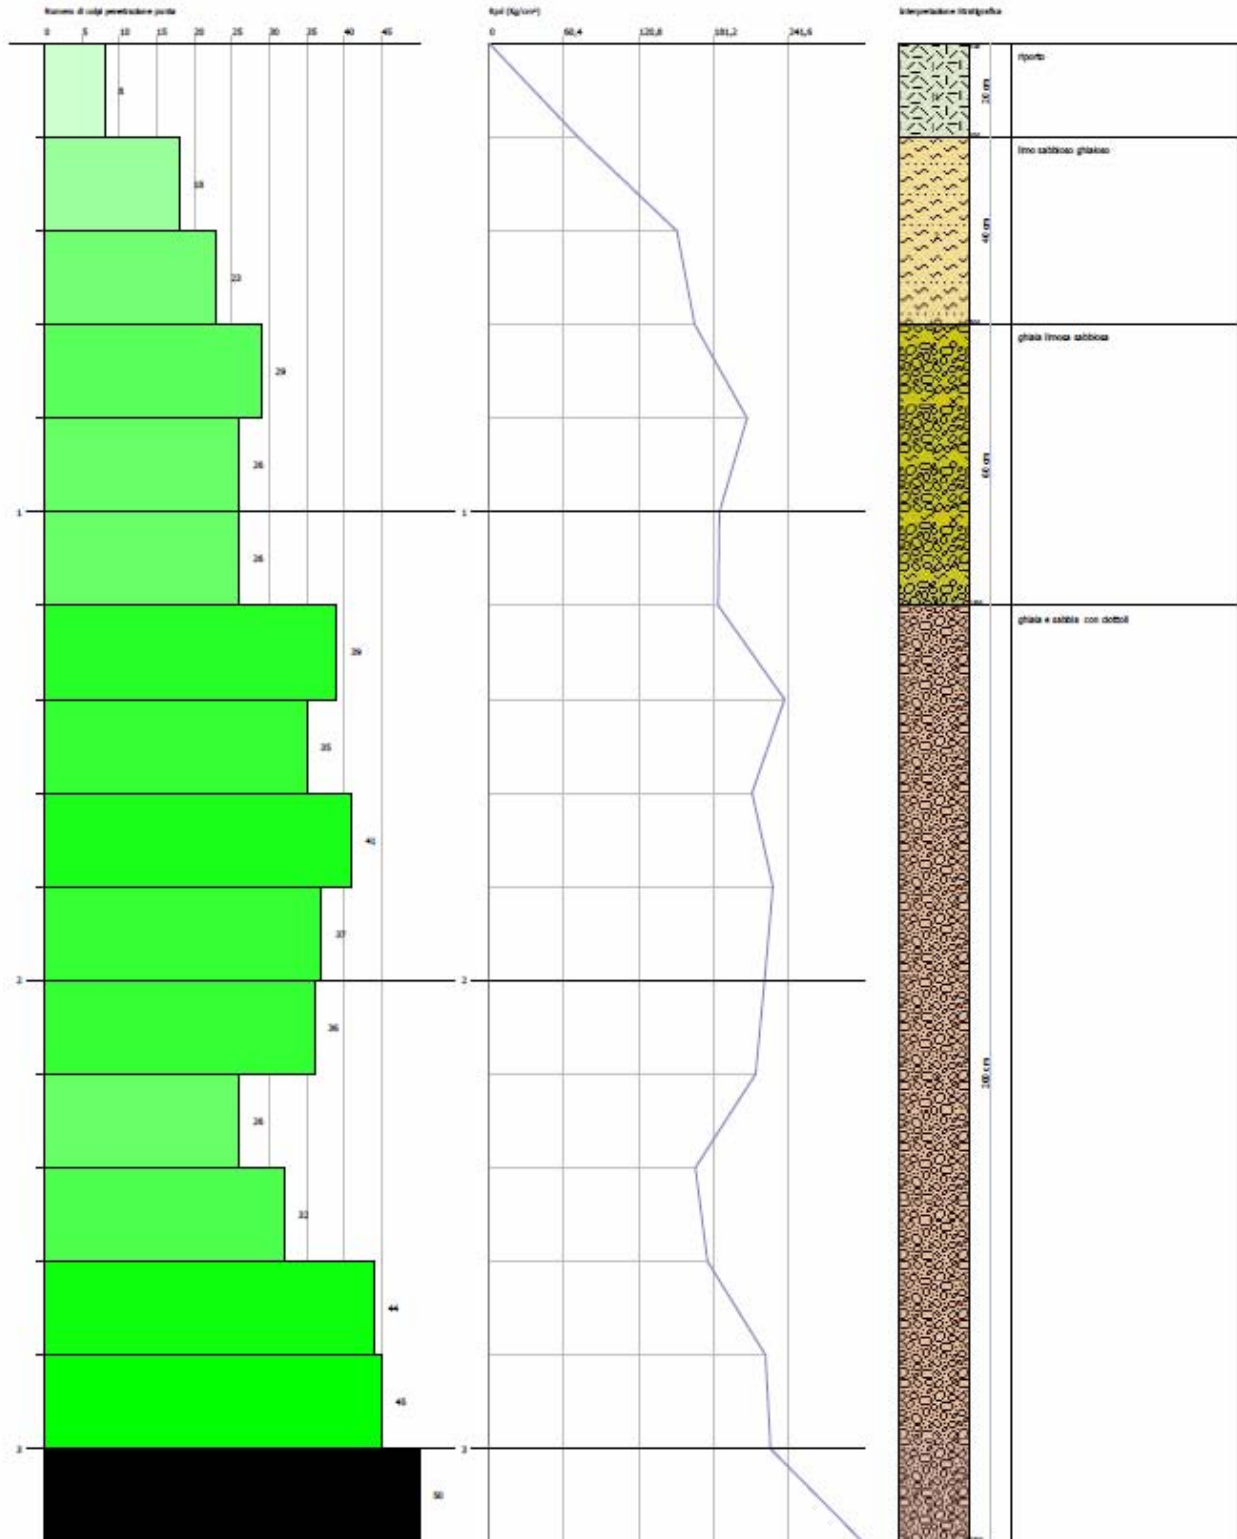 Numero di colpi penetrazione punta
0 5 10 15 20 25 30 35 40 45
8
18
23
29
26
1
26
39
35
41
37
2
36
26
32
44
45
3
50
Rpd (Kg/cm²)
0 60,4 120,8 181,2 241,6
1
2
3
Interpretazione Stratigrafica
20 cm
riporto
40 cm
limo sabbioso ghiaioso
60 cm
ghiaia limosa sabbiosa
200 cm
ghiaia e sabbia con ciottoli